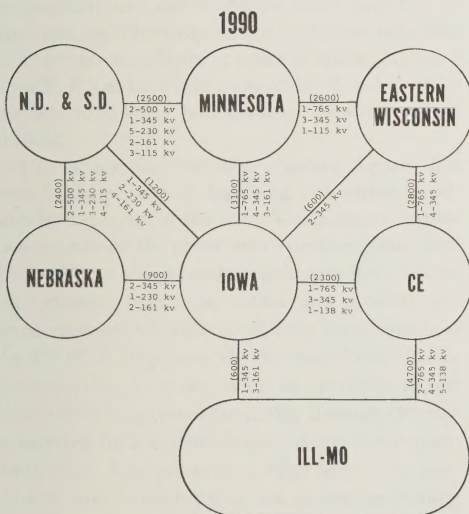 1990
N.D. & S.D.
(2500)
2-500 kv
1-345 kv
5-230 kv
2-161 kv
3-115 kv
MINNESOTA
(2600)
1-765 kv
3-345 kv
1-115 kv
EASTERN
WISCONSIN
(2400)
2-500 kv
1-345 kv
3-230 kv
4-115 kv
(1200)
1-345 kv
2-230 kv
4-161 kv
(3100)
1-765 kv
4-345 kv
3-161 kv
(600)
2-345 kv
(2800)
1-765 kv
4-345 kv
NEBRASKA
(900)
2-345 kv
1-230 kv
2-161 kv
IOWA
(2300)
1-765 kv
3-345 kv
1-138 kv
CE
(600)
1-345 kv
3-161 kv
(4700)
2-765 kv
4-345 kv
5-138 kv
ILL-MO